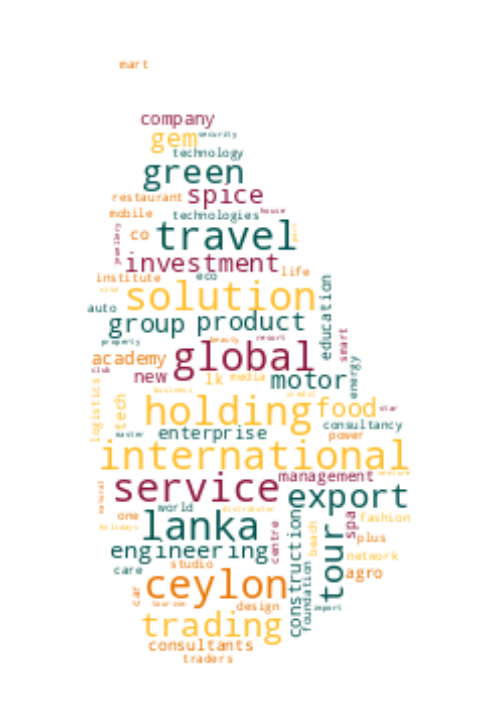 mart
company
gem security
technology
green
restaurant spice
mobile technologies house
jewellery co travel
investment
institute eco life
solution
auto education
group product
property beauty resort smart
academy global
club new lk media motor energy
business credit
logistics tech holding food star
consultancy
master enterprise power
international
management venture
service
natural export
world distributor
one lanka spa fashion
holidays centre construction beach tour plus
engineering network
care studio foundation agro
car ceylon
design import
trading
consultants
traders